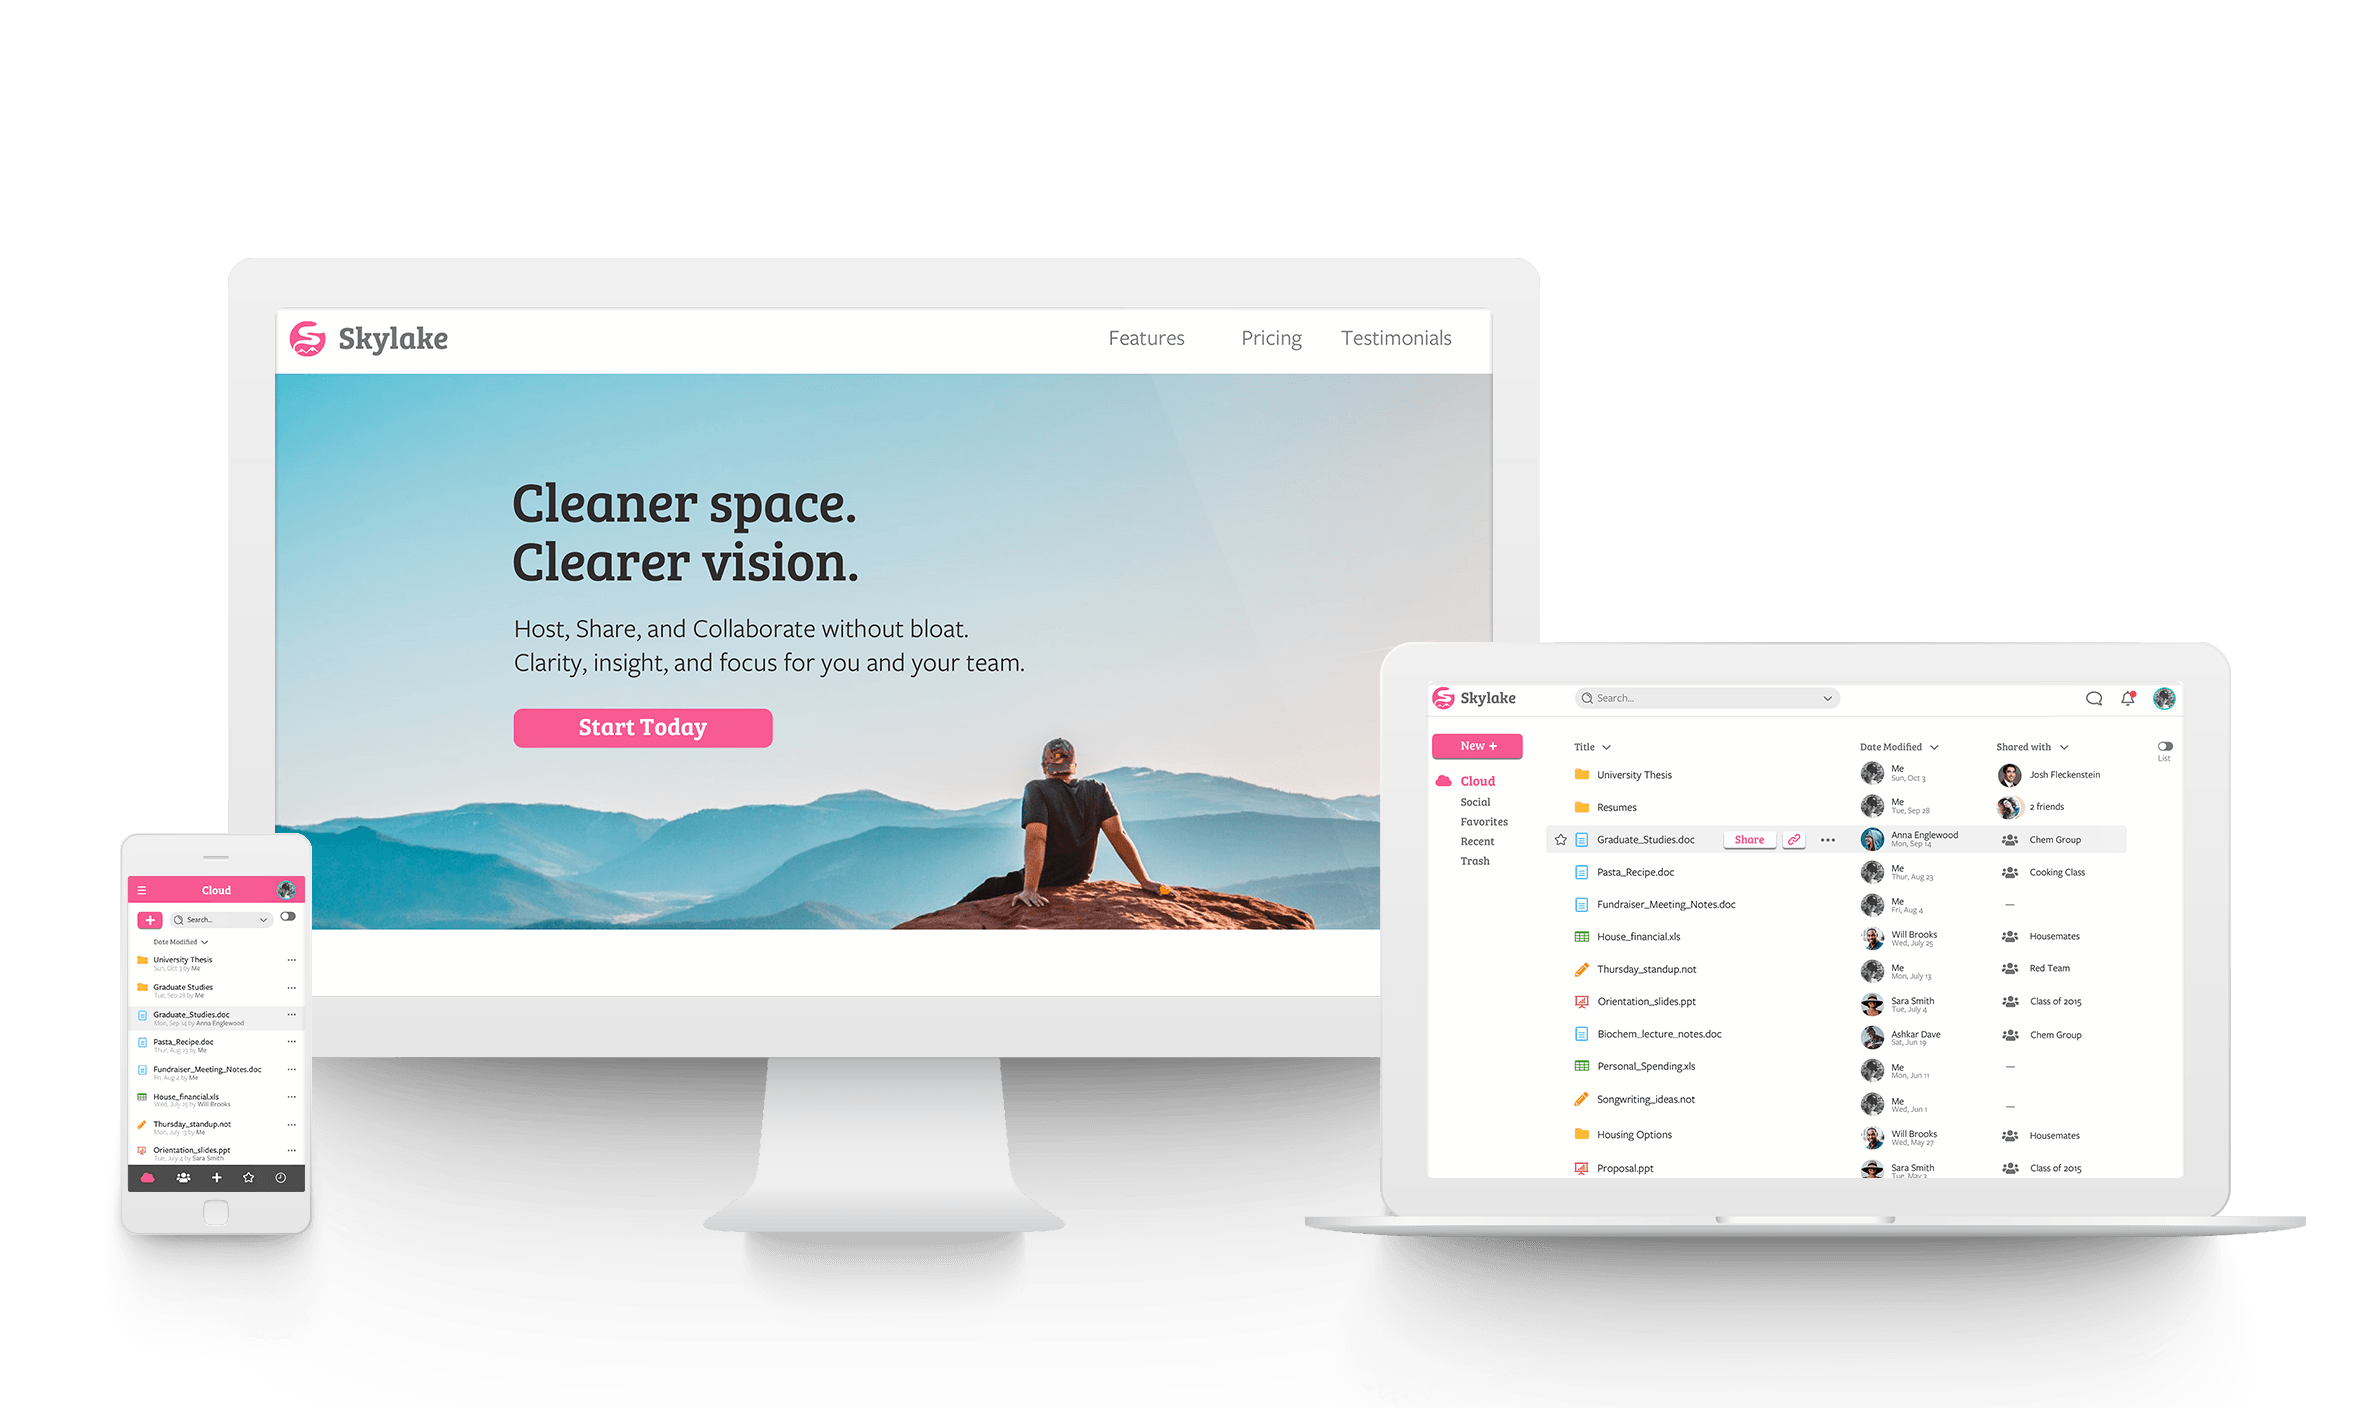 Skylake
Features Pricing Testimonials
Cleaner space.
Clearer vision.
Host, Share, and Collaborate without bloat.
Clarity, insight, and focus for you and your team.
Start Today
Cloud
Search...
Date Modified
University Thesis
Sun, Oct 3 by Me
Graduate Studies
Tue, Sep 28 by Me
Graduate_Studies.doc
Mon, Sep 14 by Anna Englewood
Pasta_Recipe.doc
Thur, Aug 23 by Me
Fundraiser_Meeting_Notes.doc
Fri, Aug 4 by Me
House_financial.xls
Wed, July 25 by Will Brooks
Thursday_standup.not
Mon, July 13 by Me
Orientation_slides.ppt
Tue, July 4 by Sara Smith
Skylake
Search...
New +
Cloud
Social
Favorites
Recent
Trash
Title Date Modified Shared with
List
University Thesis Me Josh Fleckenstein
Sun, Oct 3
Resumes Me 2 friends
Tue, Sep 28
Graduate_Studies.doc Share Anna Englewood Chem Group
Mon, Sep 14
Pasta_Recipe.doc Me Cooking Class
Thur, Aug 23
Fundraiser_Meeting_Notes.doc Me —
Fri, Aug 4
House_financial.xls Will Brooks Housemates
Wed, July 25
Thursday_standup.not Me Red Team
Mon, July 13
Orientation_slides.ppt Sara Smith Class of 2015
Tue, July 4
Biochem_lecture_notes.doc Ashkar Dave Chem Group
Sat, Jun 19
Personal_Spending.xls Me —
Mon, Jun 11
Songwriting_ideas.not Me —
Wed, Jun 1
Housing Options Will Brooks Housemates
Wed, May 27
Proposal.ppt Sara Smith Class of 2015
Tue, May 3